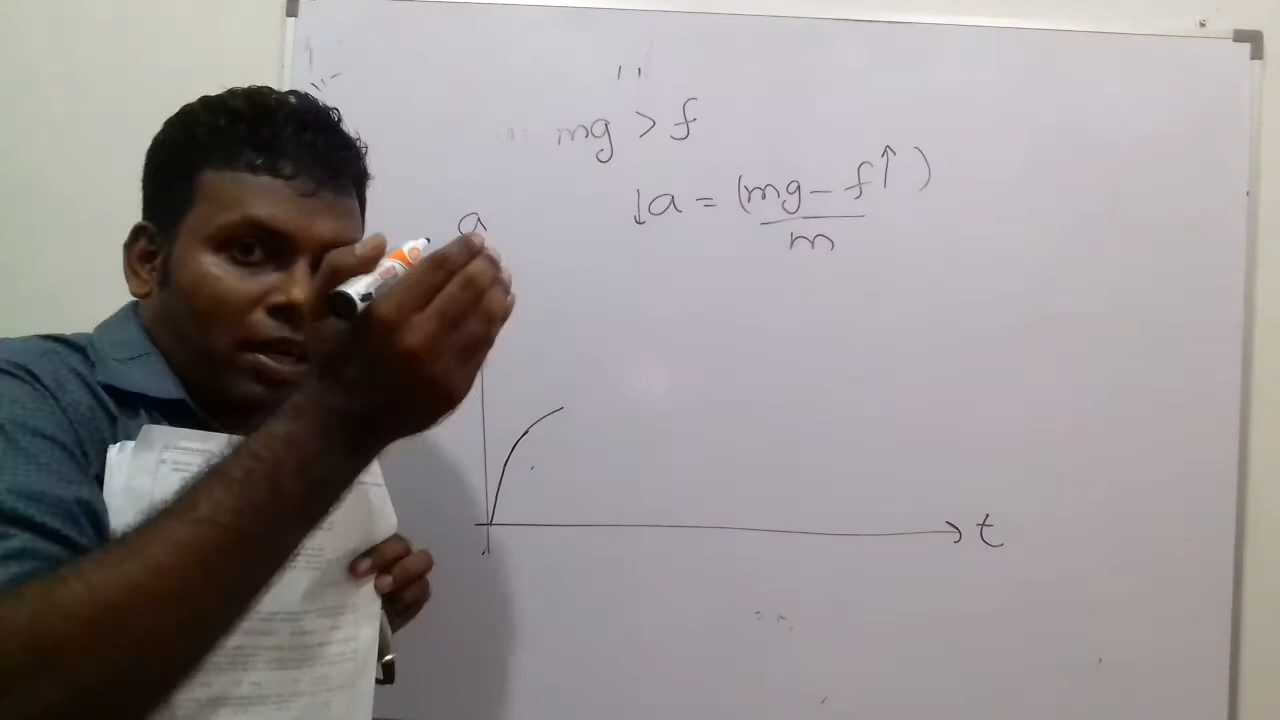 mg > f
↓a = (mg - f↑)
m
a
t